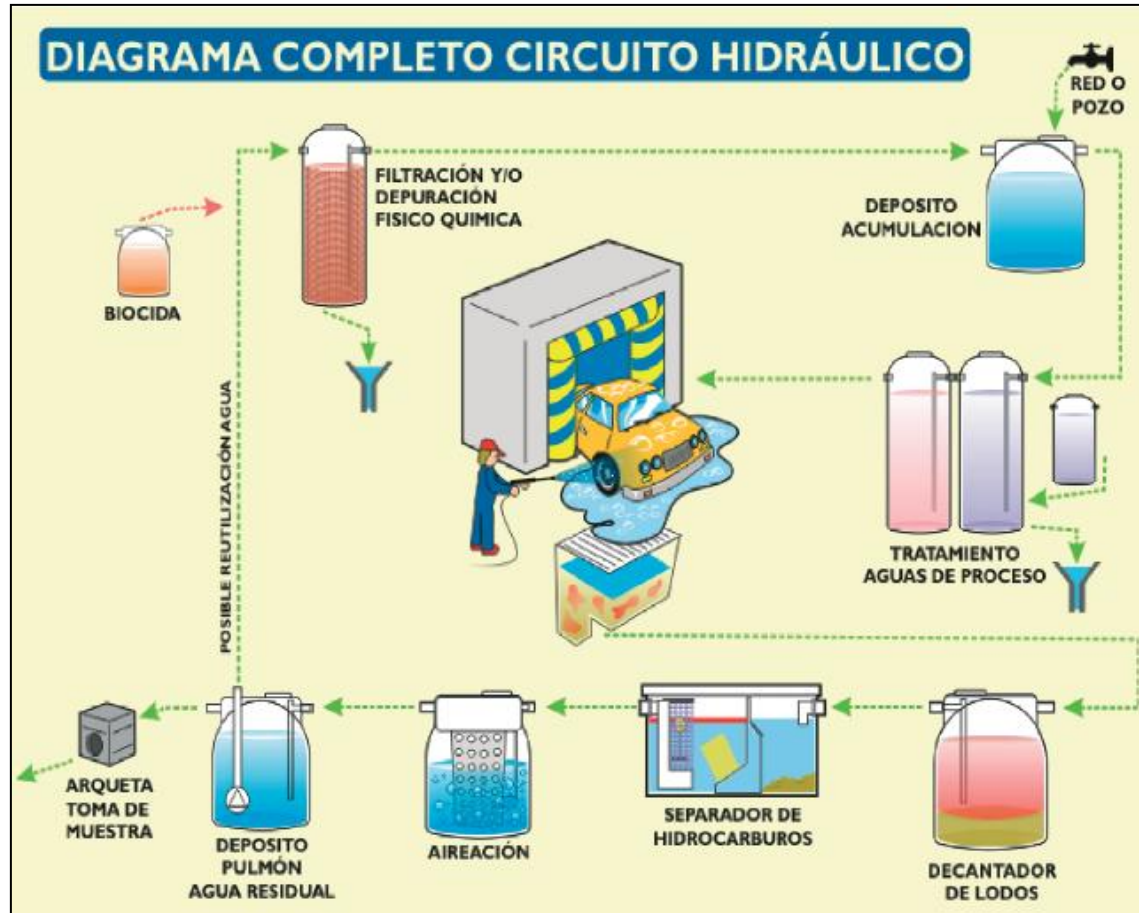 DIAGRAMA COMPLETO CIRCUITO HIDRÁULICO
RED O
POZO
FILTRACIÓN Y/O
DEPURACIÓN
FISICO QUIMICA
DEPOSITO
ACUMULACION
BIOCIDA
POSIBLE REUTILIZACIÓN AGUA
TRATAMIENTO
AGUAS DE PROCESO
ARQUETA
TOMA DE
MUESTRA
DEPOSITO
PULMÓN
AGUA RESIDUAL
AIREACIÓN
SEPARADOR DE
HIDROCARBUROS
DECANTADOR
DE LODOS